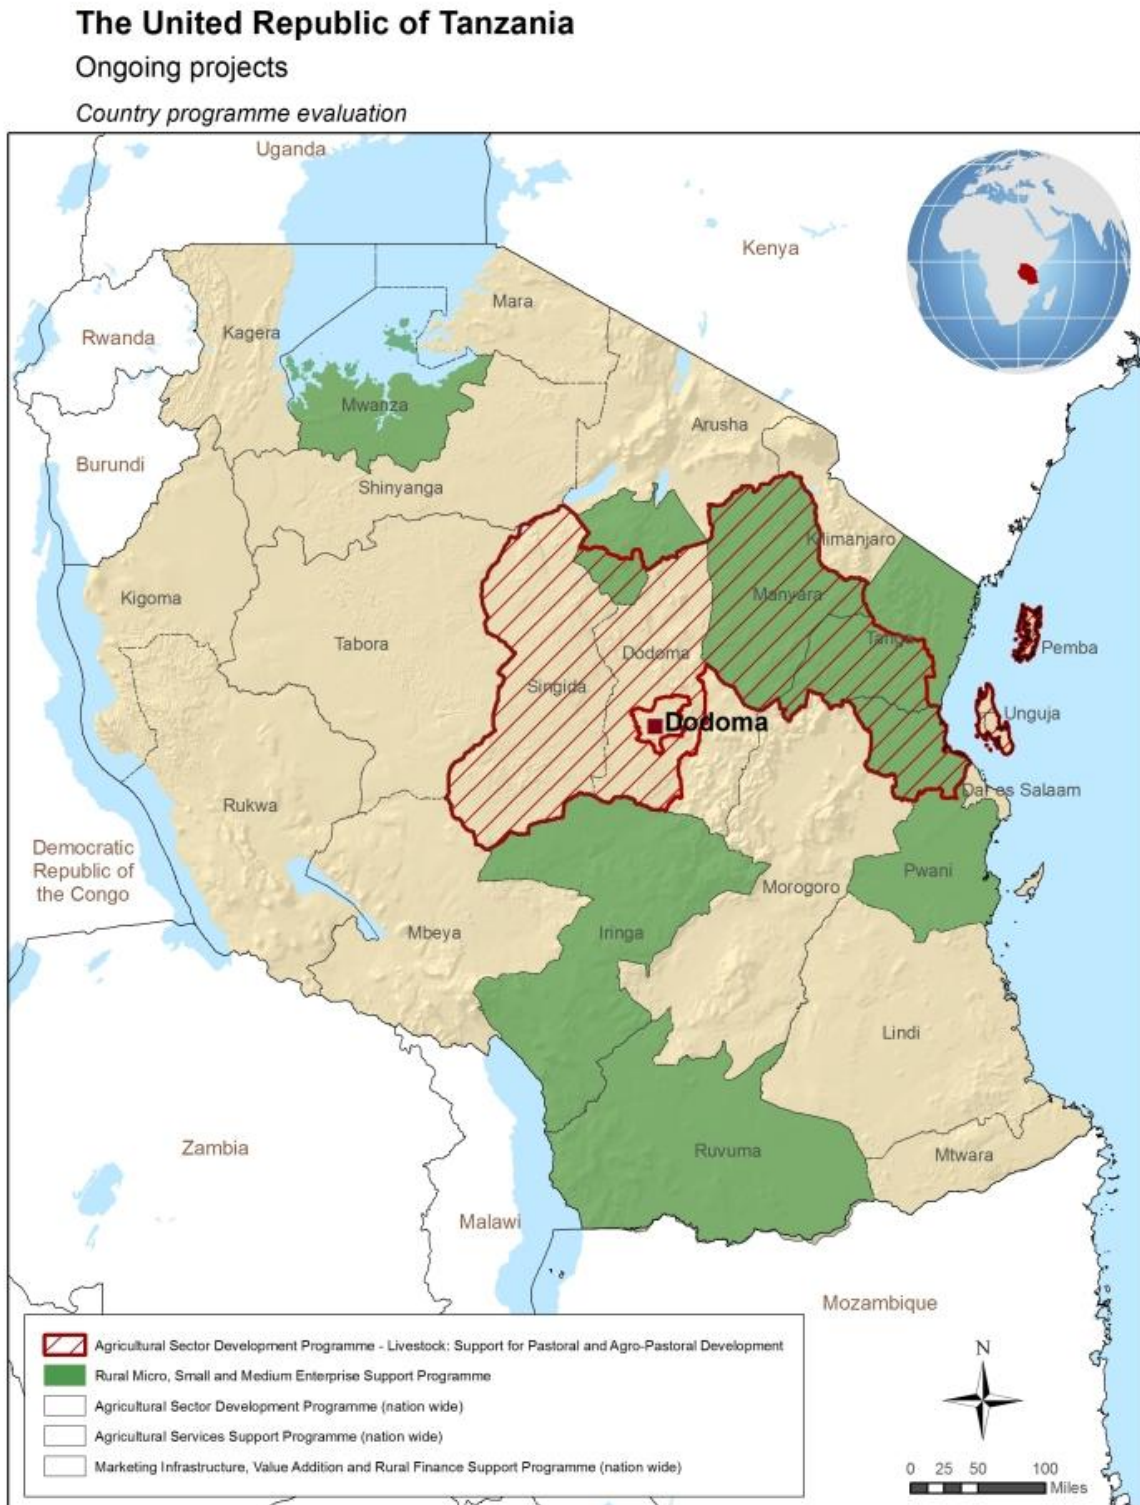 The United Republic of Tanzania
Ongoing projects
Country programme evaluation
Uganda
Kenya
Mara
Rwanda
Kagera
Mwanza
Arusha
Burundi
Shinyanga
Kilimanjaro
Kigoma
Manyara
Tabora
Tanga
Dodoma
Pemba
Singida
Unguja
Dodoma
Dar es Salaam
Rukwa
Democratic
Republic of
the Congo
Pwani
Morogoro
Mbeya
Iringa
Lindi
Zambia
Ruvuma
Mtwara
Malawi
Mozambique
Agricultural Sector Development Programme - Livestock: Support for Pastoral and Agro-Pastoral Development
Rural Micro, Small and Medium Enterprise Support Programme
Agricultural Sector Development Programme (nation wide)
Agricultural Services Support Programme (nation wide)
Marketing Infrastructure, Value Addition and Rural Finance Support Programme (nation wide)
N
0 25 50 100
Miles